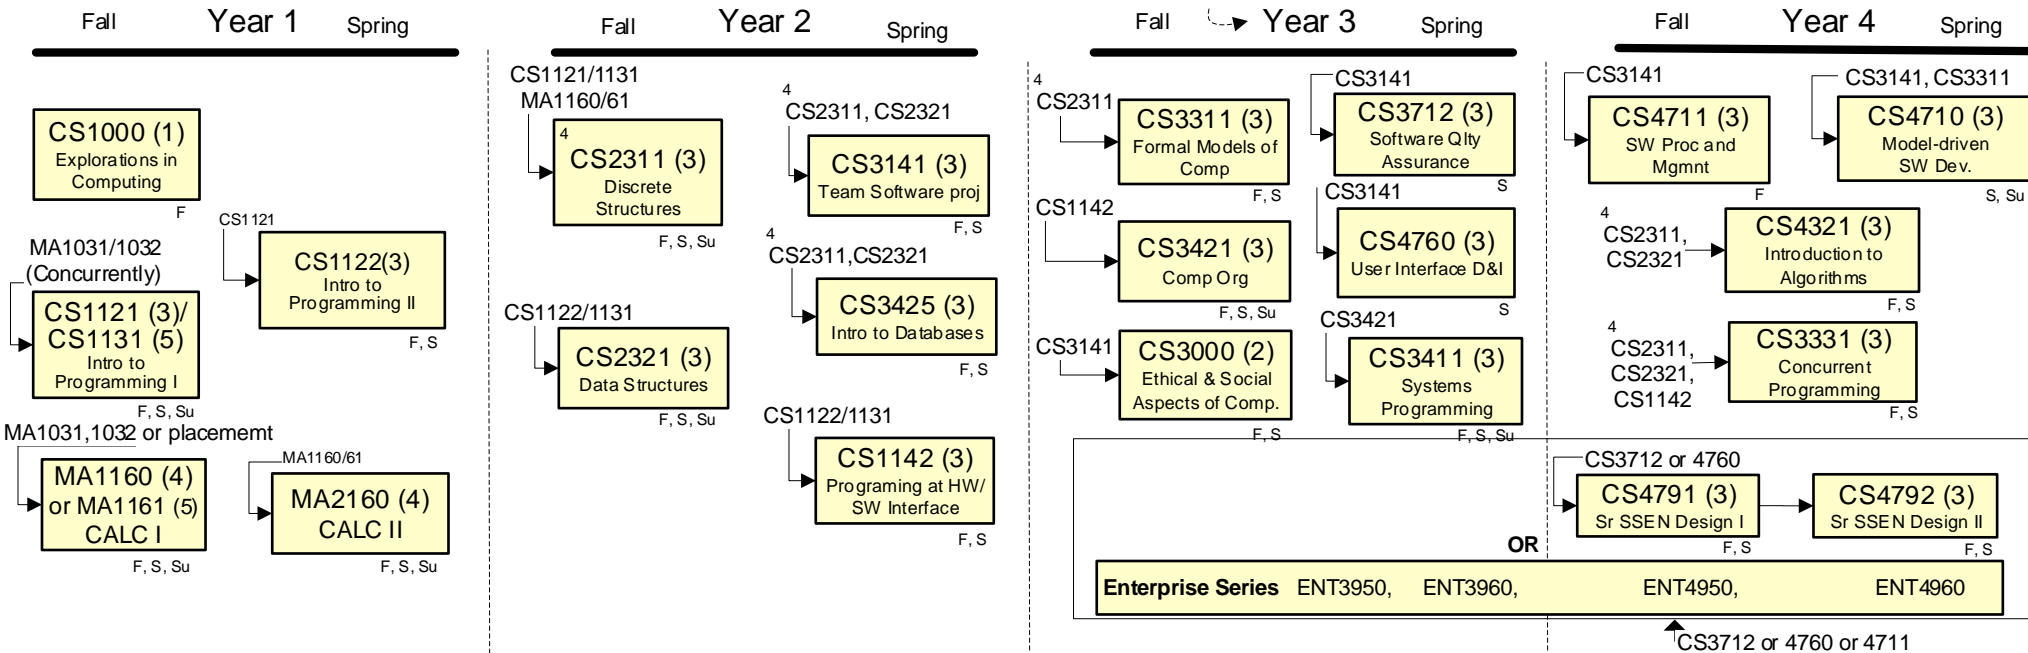 Fall
Year 1
Spring
CS1000 (1)
Explorations in
Computing
F
CS1121
CS1122(3)
Intro to
Programming II
F, S
MA1031/1032
(Concurrently)
CS1121 (3)/
CS1131 (5)
Intro to
Programming I
F, S, Su
MA1031,1032 or placement
MA1160 (4)
or MA1161 (5)
CALC I
F, S, Su
MA1160/61
MA2160 (4)
CALC II
F, S, Su
Fall
Year 2
Spring
CS1121/1131
MA1160/61
4
CS2311 (3)
Discrete
Structures
F, S, Su
4
CS2311, CS2321
CS3141 (3)
Team Software proj
F, S
4
CS2311,CS2321
CS3425 (3)
Intro to Databases
F, S
CS1122/1131
CS2321 (3)
Data Structures
F, S, Su
CS1122/1131
CS1142 (3)
Programing at HW/
SW Interface
F, S
Fall
Year 3
Spring
4
CS2311
CS3311 (3)
Formal Models of
Comp
F, S
CS3141
CS3712 (3)
Software Qlty
Assurance
S
CS1142
CS3421 (3)
Comp Org
F, S, Su
CS3141
CS4760 (3)
User Interface D&I
S
CS3141
CS3000 (2)
Ethical & Social
Aspects of Comp.
F, S
CS3421
CS3411 (3)
Systems
Programming
F, S, Su
Fall
Year 4
Spring
CS3141
CS4711 (3)
SW Proc and
Mgmnt
F
CS3141, CS3311
CS4710 (3)
Model-driven
SW Dev.
S, Su
4
CS2311,
CS2321
CS4321 (3)
Introduction to
Algorithms
F, S
4
CS2311,
CS2321,
CS1142
CS3331 (3)
Concurrent
Programming
F, S
CS3712 or 4760
CS4791 (3)
Sr SSEN Design I
F, S
CS4792 (3)
Sr SSEN Design II
F, S
OR
Enterprise Series ENT3950, ENT3960, ENT4950, ENT4960
CS3712 or 4760 or 4711